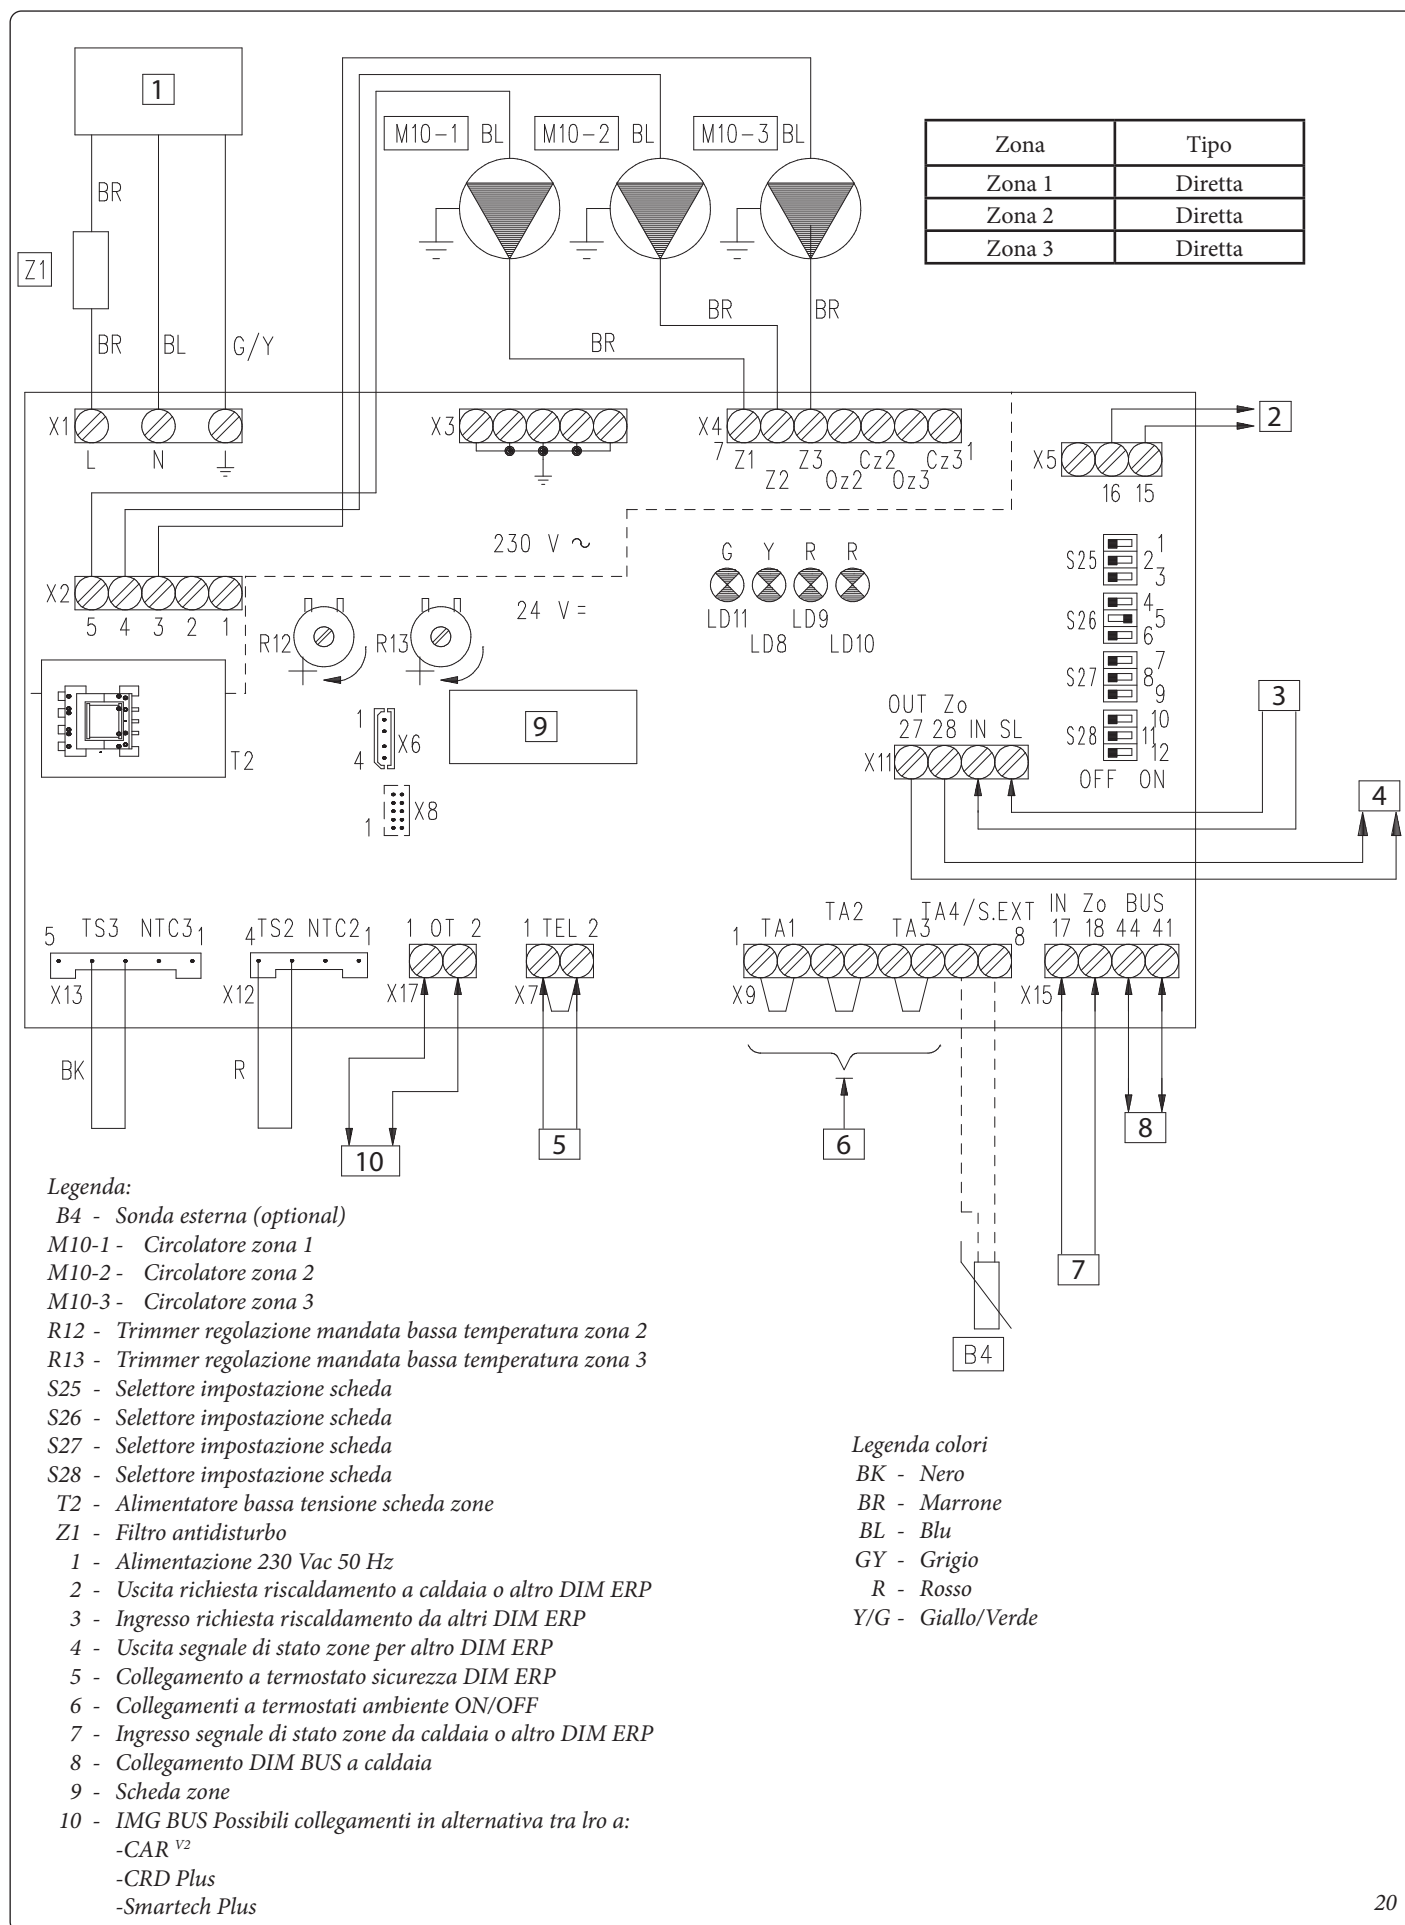 1
M10-1 BL M10-2 BL M10-3 BL
Zona Tipo
Zona 1 Diretta
Zona 2 Diretta
Zona 3 Diretta
BR
Z1
BR BL G/Y
BR BR BR
X1 X3 X4
L N
7 Z1 Z2 Z3 Oz2 Cz2 Oz3 Cz3 1
X5 2
16 15
230 V ~
24 V =
G Y R R
LD11 LD8 LD9 LD10
S25 1 2 3
S26 4 5 6
S27 7 8 9
S28 10 11 12
OFF ON
X2
5 4 3 2 1
R12 + R13 +
T2
1 X6 4
9
1 X8
OUT Zo
27 28 IN SL
X11
3
4
5 TS3 NTC3 1
X13
4 TS2 NTC2 1
X12
1 OT 2
X17
1 TEL 2
X7
1 TA1 TA2 TA3 TA4/S.EXT 8
X9
IN Zo BUS
17 18 44 41
X15
BK R
10 5 6 8
7
B4
Legenda:
B4 - Sonda esterna (optional)
M10-1 - Circolatore zona 1
M10-2 - Circolatore zona 2
M10-3 - Circolatore zona 3
R12 - Trimmer regolazione mandata bassa temperatura zona 2
R13 - Trimmer regolazione mandata bassa temperatura zona 3
S25 - Selettore impostazione scheda
S26 - Selettore impostazione scheda
S27 - Selettore impostazione scheda
S28 - Selettore impostazione scheda
T2 - Alimentatore bassa tensione scheda zone
Z1 - Filtro antidisturbo
1 - Alimentazione 230 Vac 50 Hz
2 - Uscita richiesta riscaldamento a caldaia o altro DIM ERP
3 - Ingresso richiesta riscaldamento da altri DIM ERP
4 - Uscita segnale di stato zone per altro DIM ERP
5 - Collegamento a termostato sicurezza DIM ERP
6 - Collegamenti a termostati ambiente ON/OFF
7 - Ingresso segnale di stato zone da caldaia o altro DIM ERP
8 - Collegamento DIM BUS a caldaia
9 - Scheda zone
10 - IMG BUS Possibili collegamenti in alternativa tra lro a:
-CAR V2
-CRD Plus
-Smartech Plus
Legenda colori
BK - Nero
BR - Marrone
BL - Blu
GY - Grigio
R - Rosso
Y/G - Giallo/Verde
20